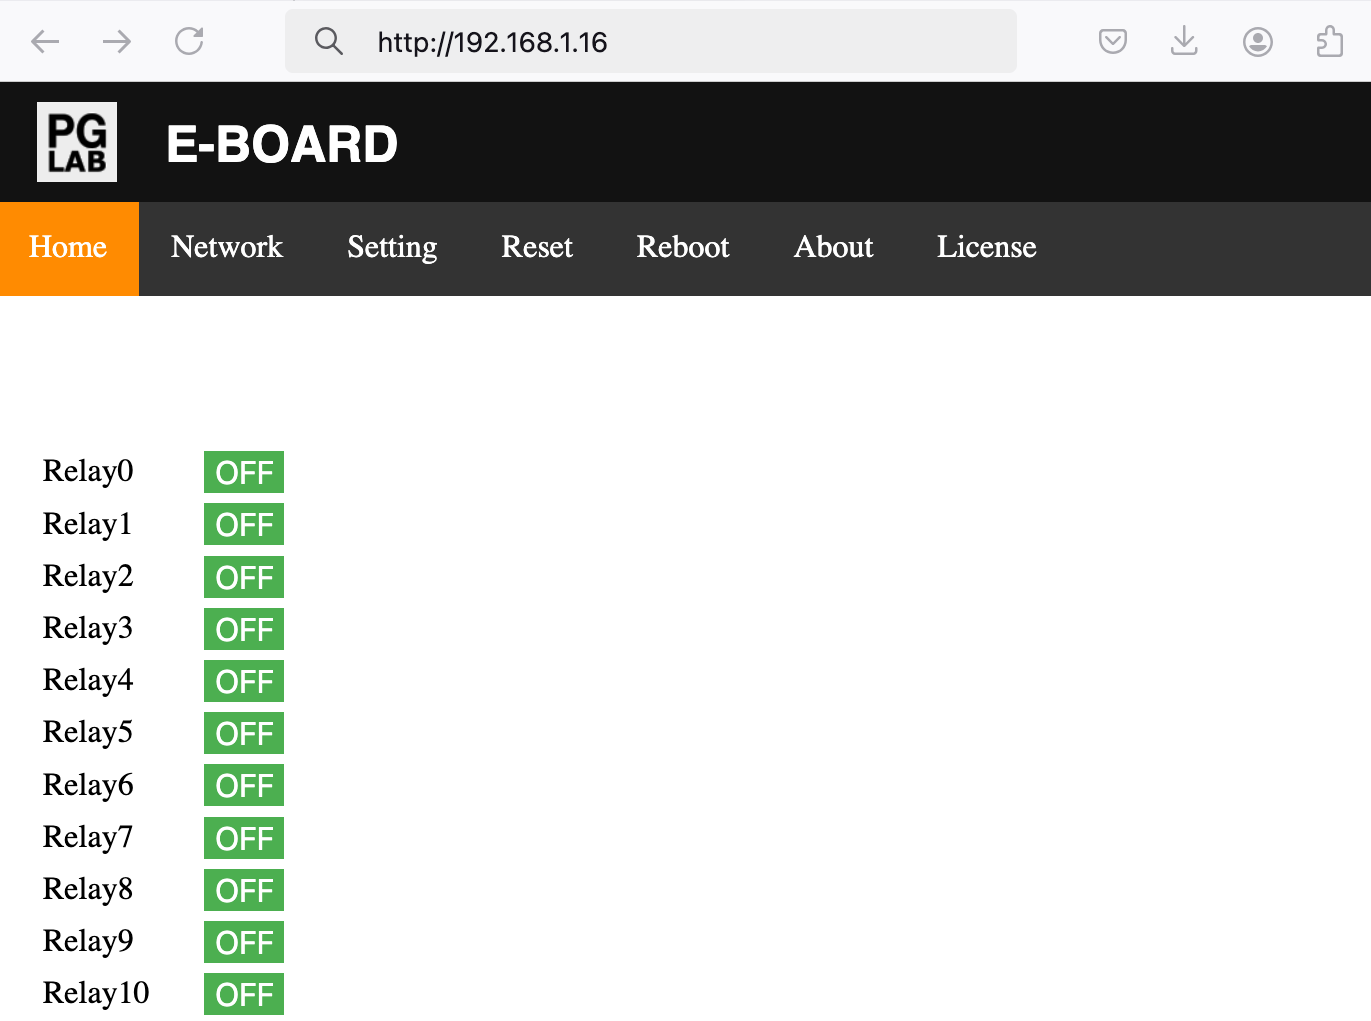 http://192.168.1.16
PG
LAB
E-BOARD
Home Network Setting Reset Reboot About License
Relay0 OFF
Relay1 OFF
Relay2 OFF
Relay3 OFF
Relay4 OFF
Relay5 OFF
Relay6 OFF
Relay7 OFF
Relay8 OFF
Relay9 OFF
Relay10 OFF